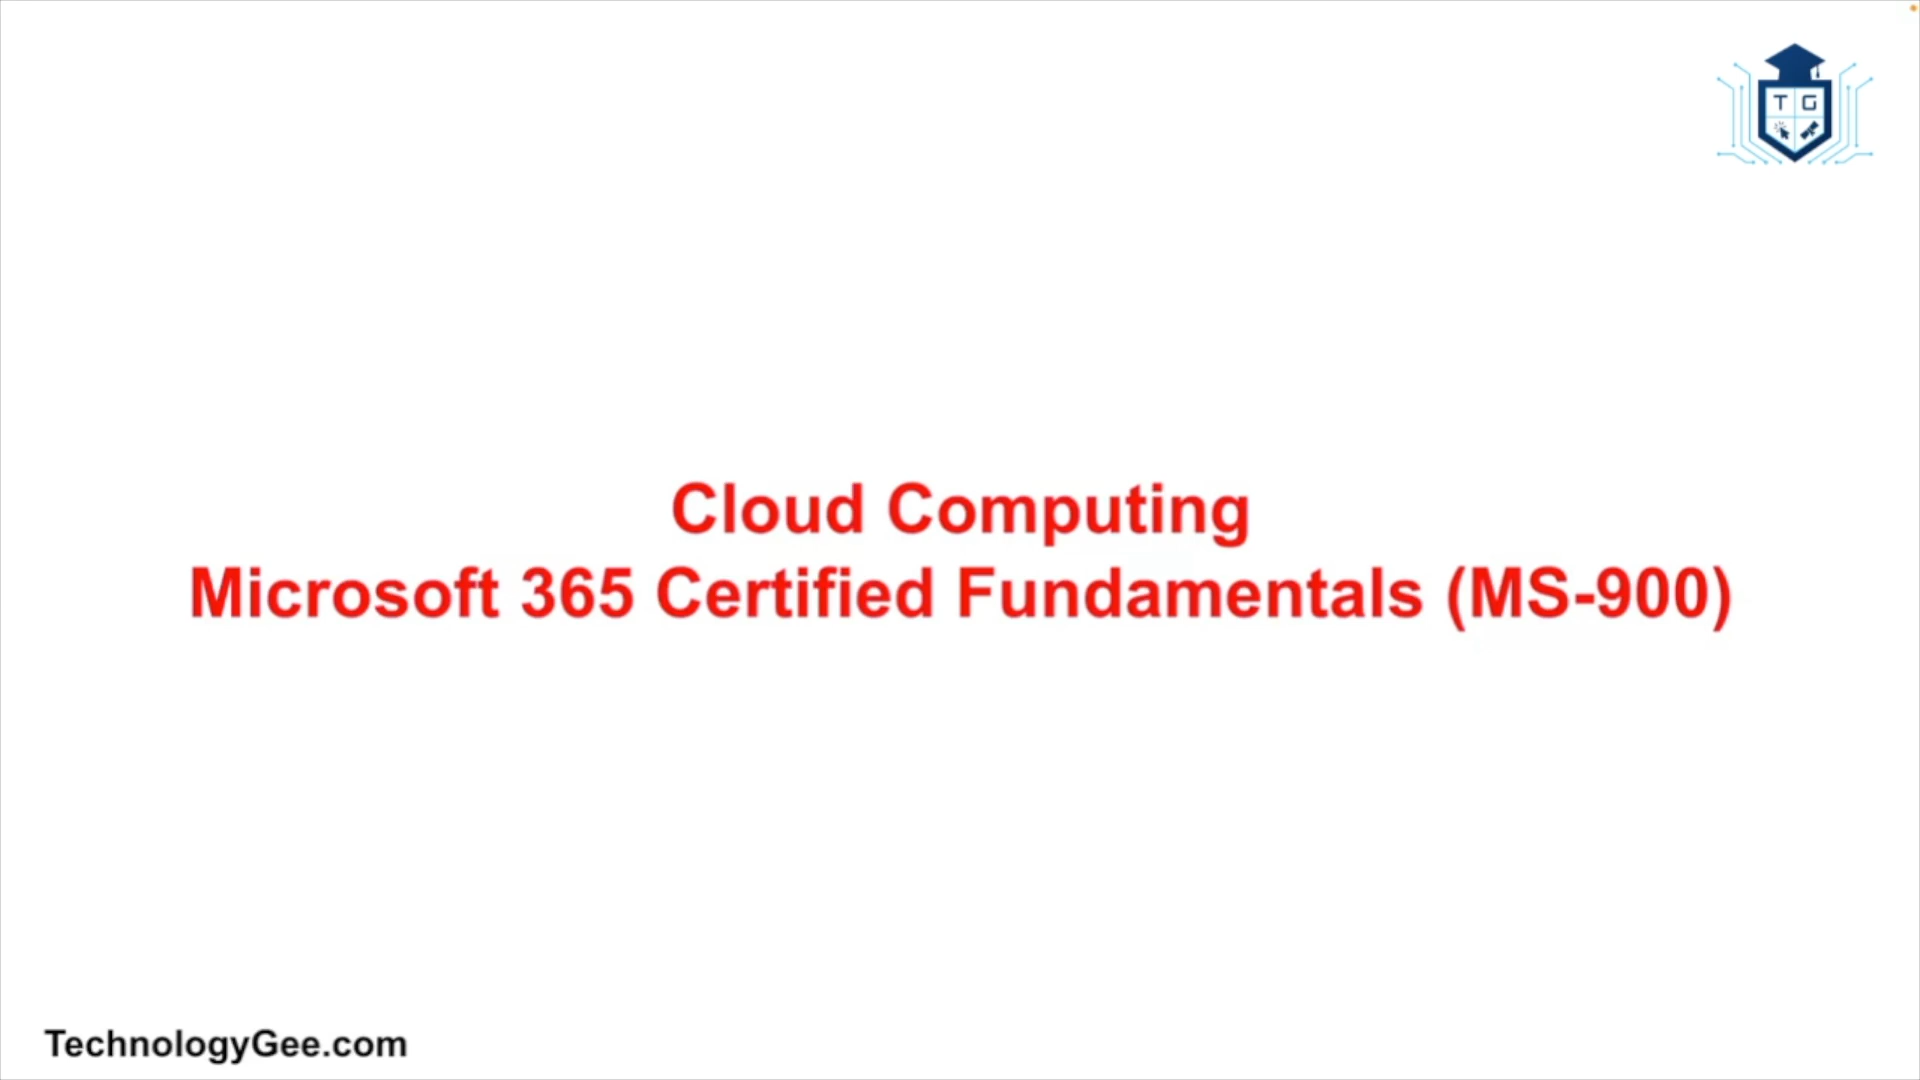 T G
Cloud Computing
Microsoft 365 Certified Fundamentals (MS-900)
TechnologyGee.com